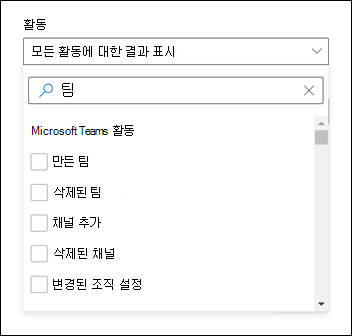 활동
모든 활동에 대한 결과 표시
팀
Microsoft Teams 활동
만든 팀
삭제된 팀
채널 추가
삭제된 채널
변경된 조직 설정